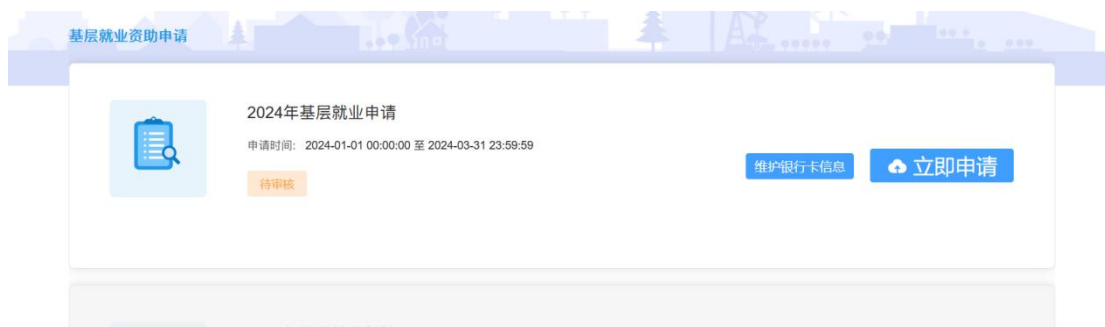 基层就业资助申请
2024年基层就业申请
申请时间: 2024-01-01 00:00:00 至 2024-03-31 23:59:59
待审核
维护银行卡信息
立即申请